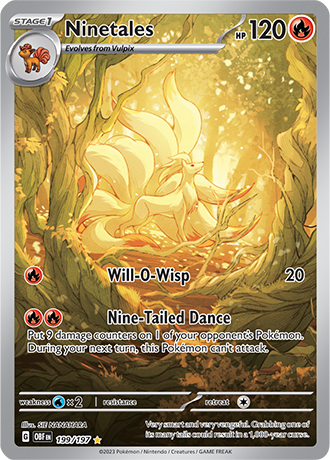 STAGE 1 Ninetales HP 120
Evolves from Vulpix
Will-O-Wisp 20
Nine-Tailed Dance
Put 9 damage counters on 1 of your opponent's Pokémon.
During your next turn, this Pokémon can't attack.
weakness ×2 resistance retreat
Illus. SIE NANAHARA
Very smart and very vengeful. Grabbing one of
its many tails could result in a 1,000-year curse.
G OBF EN 199/197
©2023 Pokémon / Nintendo / Creatures / GAME FREAK